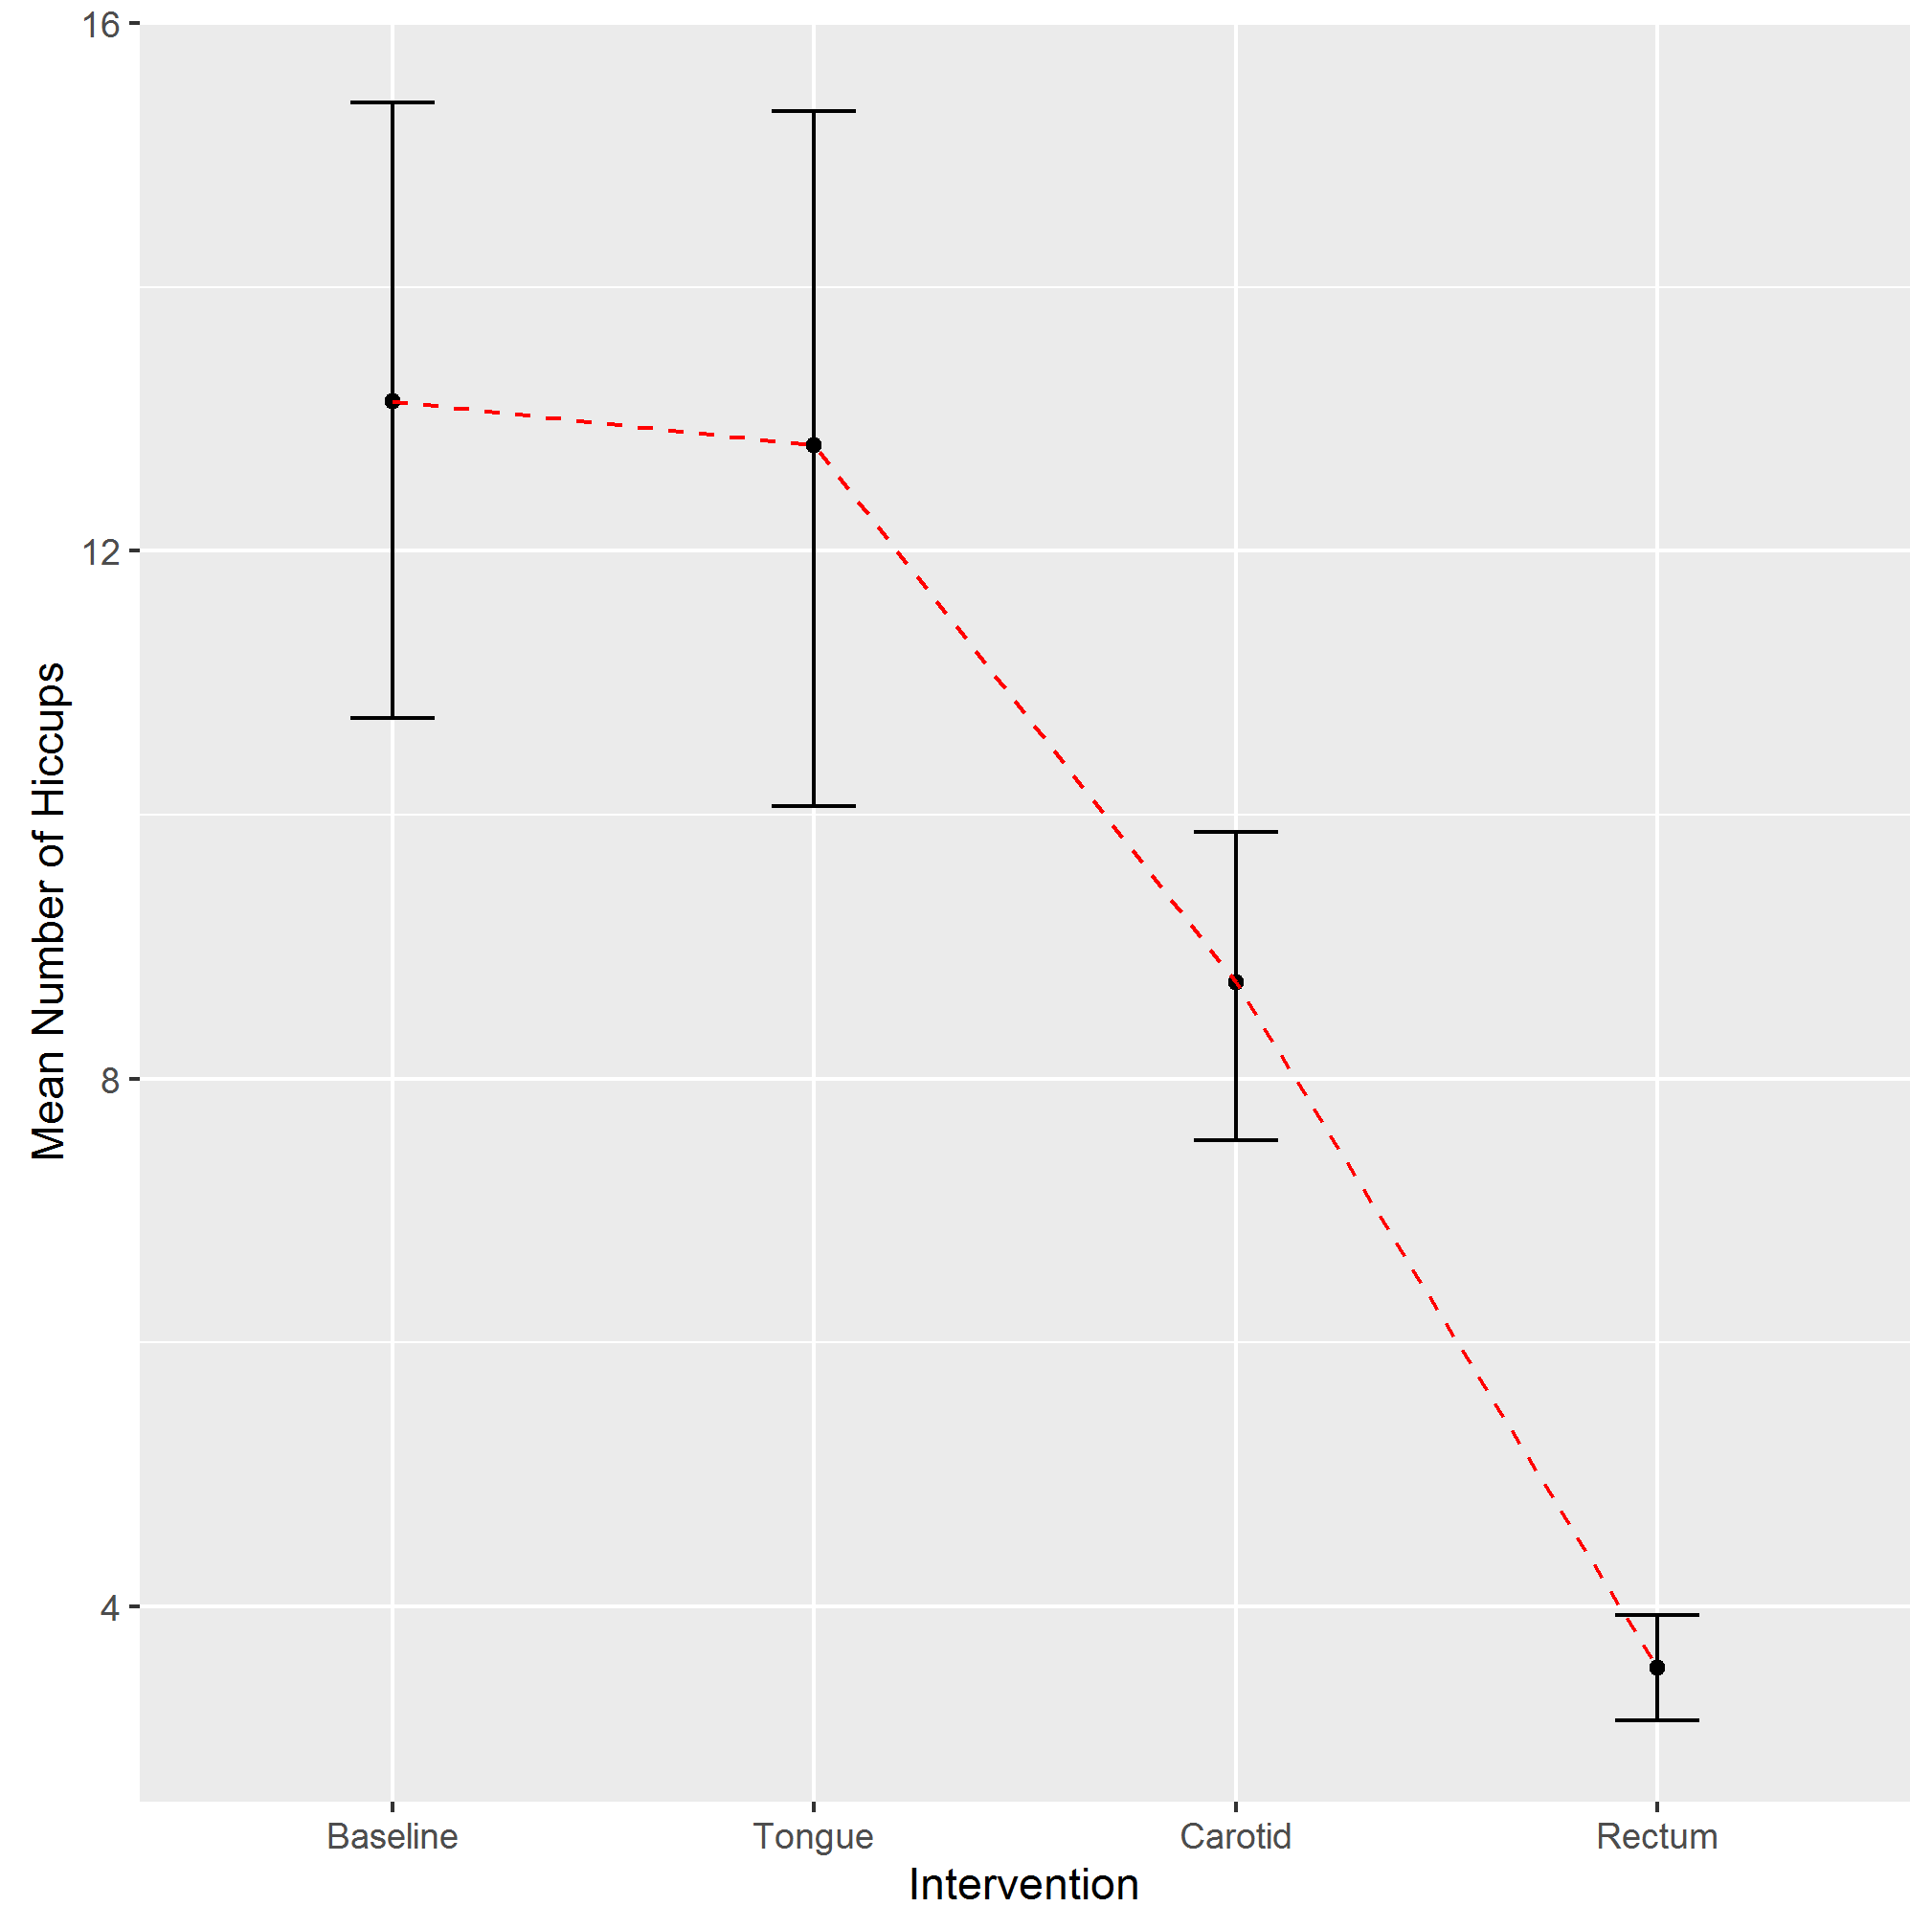 16
12
8
4
Mean Number of Hiccups
Baseline Tongue Carotid Rectum
Intervention